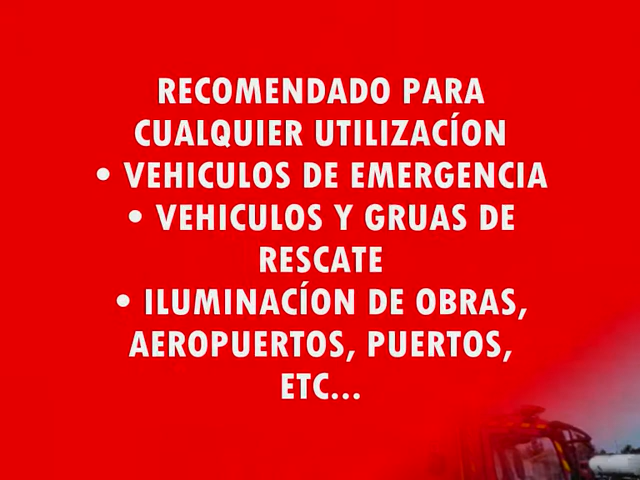 RECOMENDADO PARA
CUALQUIER UTILIZACÍON
• VEHICULOS DE EMERGENCIA
• VEHICULOS Y GRUAS DE
RESCATE
• ILUMINACÍON DE OBRAS,
AEROPUERTOS, PUERTOS,
ETC...